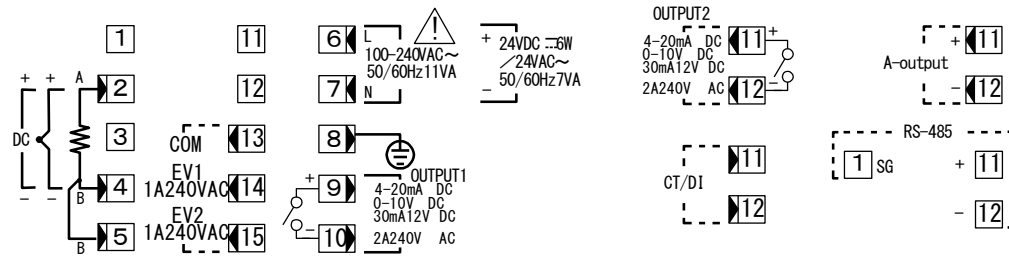 1
2
3
4
5
+ + A
DC
- - B
B
11
12
13
14
15
COM
EV1
1A240VAC
EV2
1A240VAC
6
7
8
9
10
L
100-240VAC~
50/60Hz11VA
N
+ 24VDC ⎓6W
/24VAC~
- 50/60Hz7VA
+
-
OUTPUT1
4-20mA DC
0-10V DC
30mA12V DC
2A240V AC
OUTPUT2
4-20mA DC
0-10V DC
30mA12V DC
2A240V AC
11 +
12 -
CT/DI
11
12
A-output
+ 11
- 12
RS-485
1 SG
+ 11
- 12